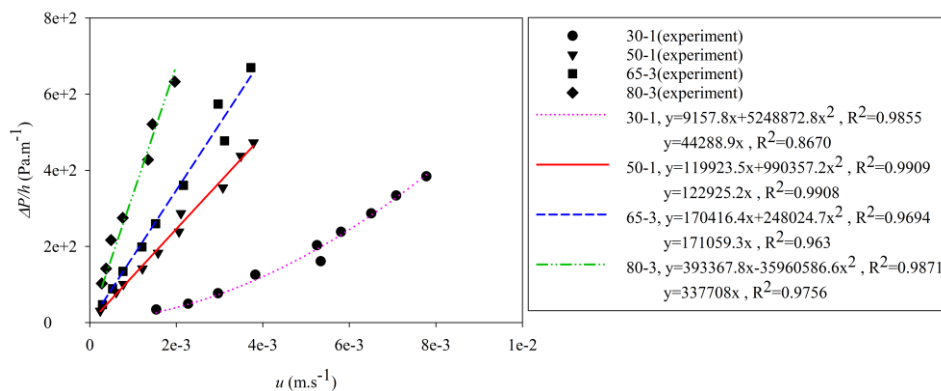 8e+2
6e+2
4e+2
2e+2
0
ΔP/h (Pa.m⁻¹)
0 2e-3 4e-3 6e-3 8e-3 1e-2
u (m.s⁻¹)
30-1(experiment)
50-1(experiment)
65-3(experiment)
80-3(experiment)
30-1, y=9157.8x+5248872.8x² , R²=0.9855
y=44288.9x , R²=0.8670
50-1, y=119923.5x+990357.2x² , R²=0.9909
y=122925.2x , R²=0.9908
65-3, y=170416.4x+248024.7x² , R²=0.9694
y=171059.3x , R²=0.963
80-3, y=393367.8x-35960586.6x² , R²=0.9871
y=337708x , R²=0.9756